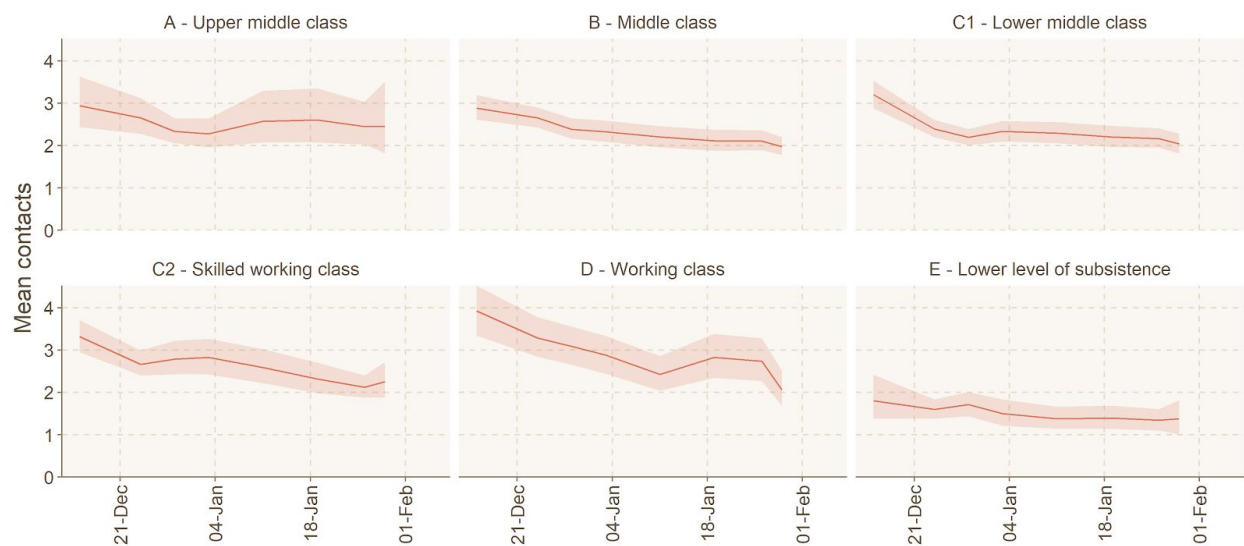 A - Upper middle class
B - Middle class
C1 - Lower middle class
4
3
2
1
0
Mean contacts
C2 - Skilled working class
D - Working class
E - Lower level of subsistence
4
3
2
1
0
21-Dec
04-Jan
18-Jan
01-Feb
21-Dec
04-Jan
18-Jan
01-Feb
21-Dec
04-Jan
18-Jan
01-Feb